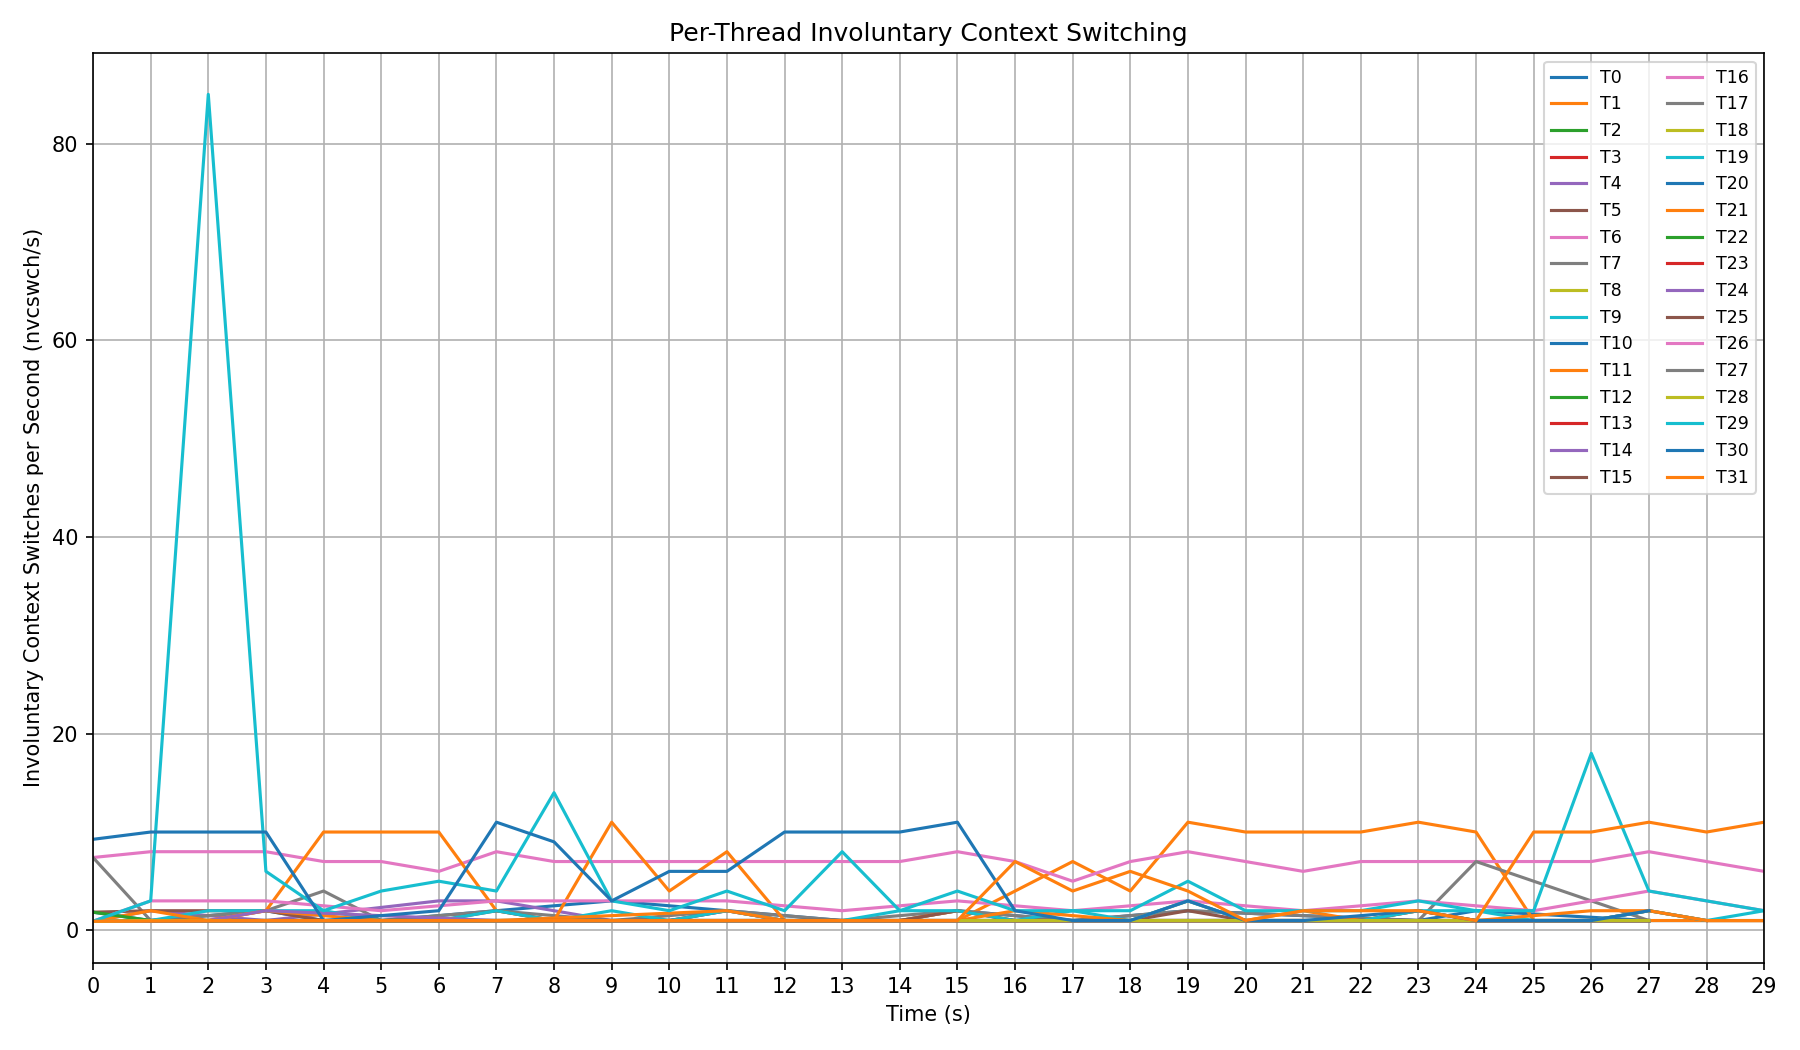 Per-Thread Involuntary Context Switching
Involuntary Context Switches per Second (nvcswch/s)
80
60
40
20
0
T0 T16
T1 T17
T2 T18
T3 T19
T4 T20
T5 T21
T6 T22
T7 T23
T8 T24
T9 T25
T10 T26
T11 T27
T12 T28
T13 T29
T14 T30
T15 T31
0 1 2 3 4 5 6 7 8 9 10 11 12 13 14 15 16 17 18 19 20 21 22 23 24 25 26 27 28 29
Time (s)